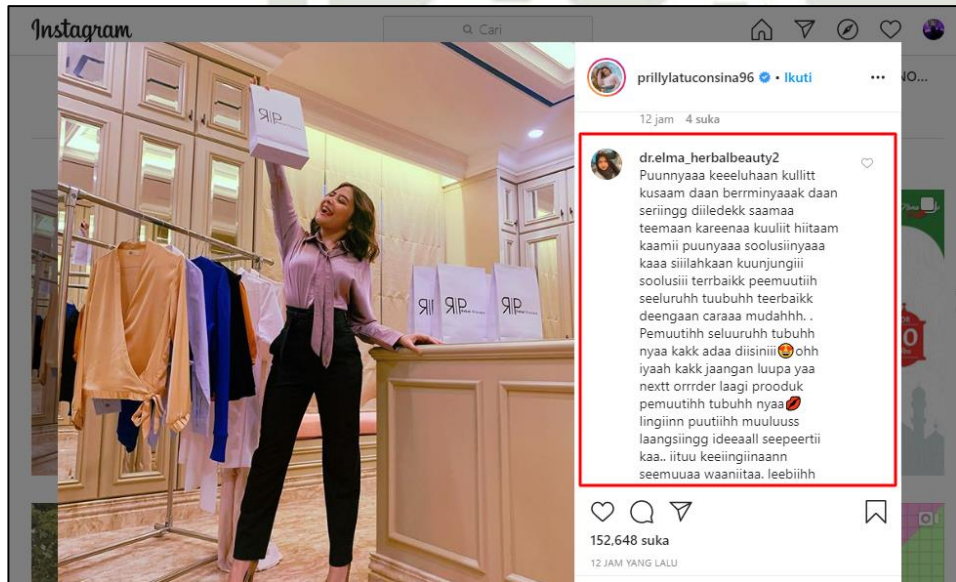 Instagram
Cari
prillylatuconsina96 • Ikuti
NO...
12 jam 4 suka
dr.elma_herbalbeauty2
Puunnyaaa keeeluhaan kullitt
kusaam daan berrminyaaak daan
seriingg diiledekk saamaa
teemaan kareenaa kuuliit hiitaam
kaamii puunyaaa soolusiinyaaa
kaaa siiilahkaan kuunjungiii
soolusiii terrbaikk peemuutiih
seeluruhh tuubuhh teerbaikk
deengaan caraaa mudahhh. .
Pemuutihh seluuruhh tubuhh
nyaa kakk adaa diisiniii🤩ohh
iyaah kakk jaangan luupa yaa
nextt orrrder laagi prooduk
pemuutihh tubuhh nyaa💋
lingiinn puutiihh muuluuss
laangsiingg ideeaall seepeertii
kaa.. iituu keeiingiinaann
seemuuaa waaniitaa. leebiihh
152,648 suka
12 JAM YANG LALU